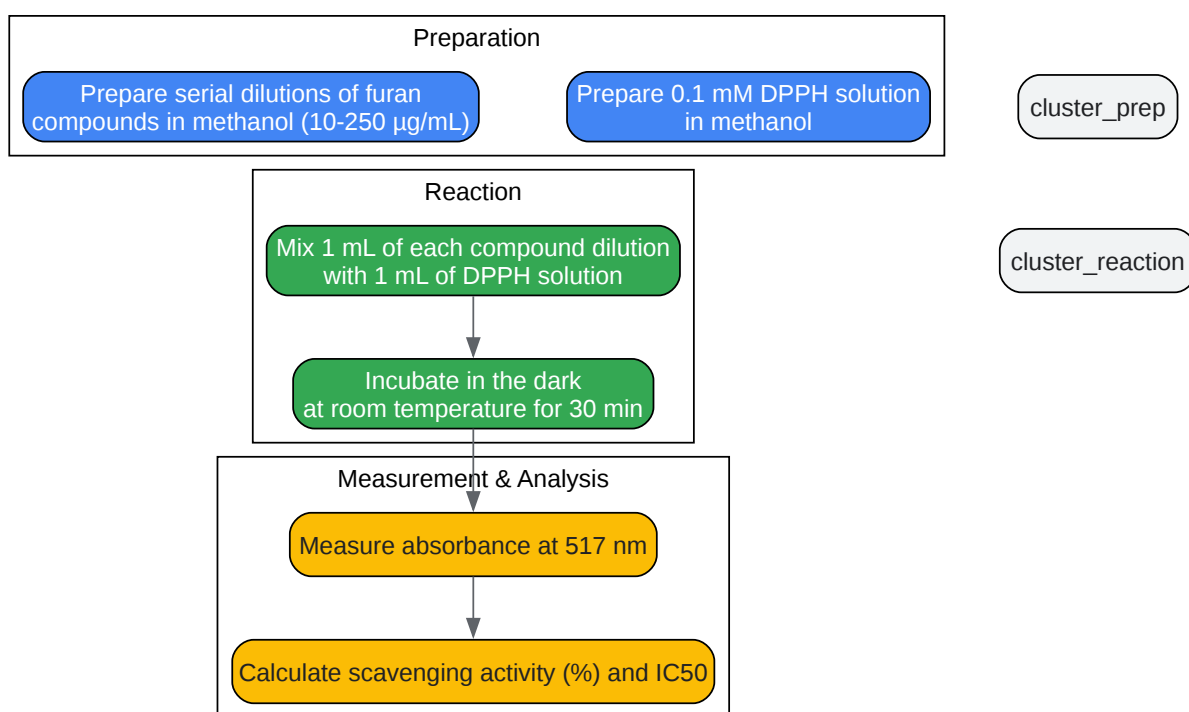 Preparation
Prepare serial dilutions of furan
compounds in methanol (10-250 µg/mL)
Prepare 0.1 mM DPPH solution
in methanol
cluster_prep
Reaction
Mix 1 mL of each compound dilution
with 1 mL of DPPH solution
cluster_reaction
Incubate in the dark
at room temperature for 30 min
Measurement & Analysis
Measure absorbance at 517 nm
Calculate scavenging activity (%) and IC50